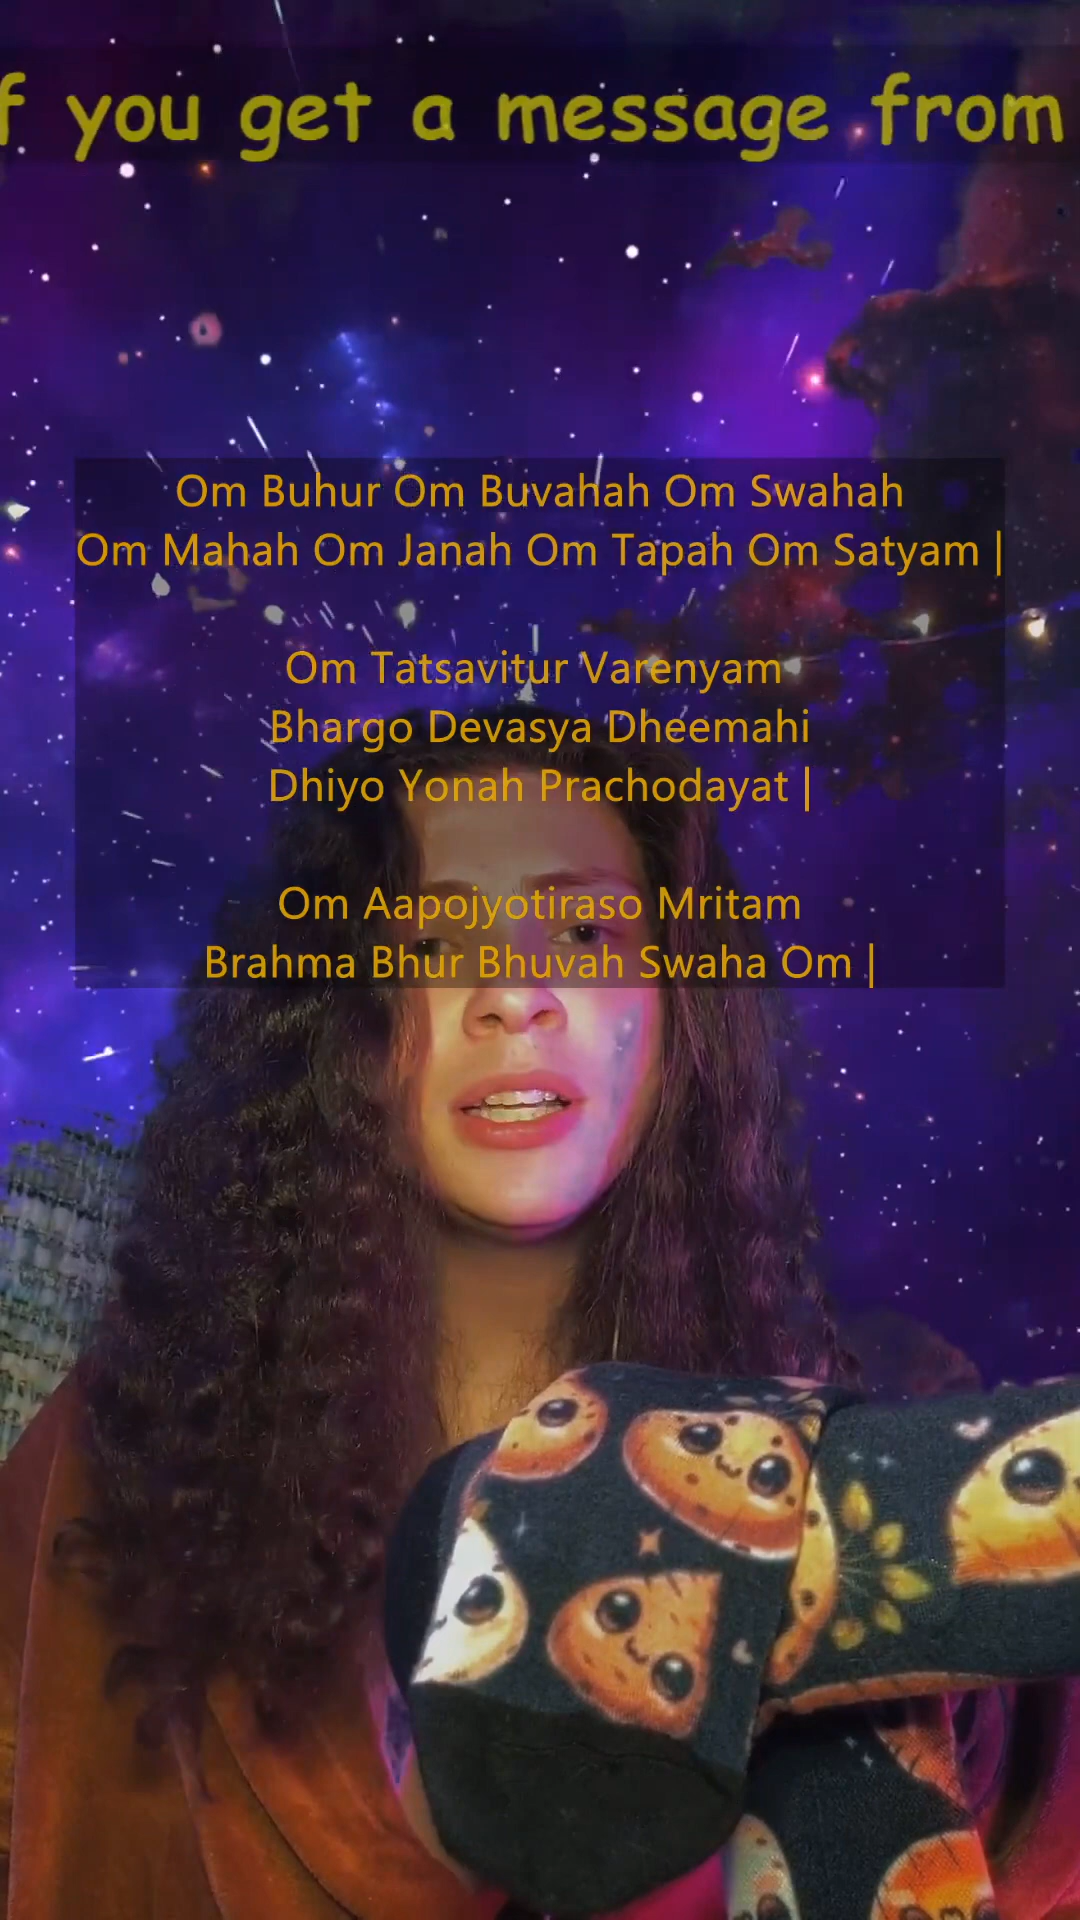 f you get a message from
Om Buhur Om Buvahah Om Swahah
Om Mahah Om Janah Om Tapah Om Satyam |
Om Tatsavitur Varenyam
Bhargo Devasya Dheemahi
Dhiyo Yonah Prachodayat |
Om Aapojyotiraso Mritam
Brahma Bhur Bhuvah Swaha Om |